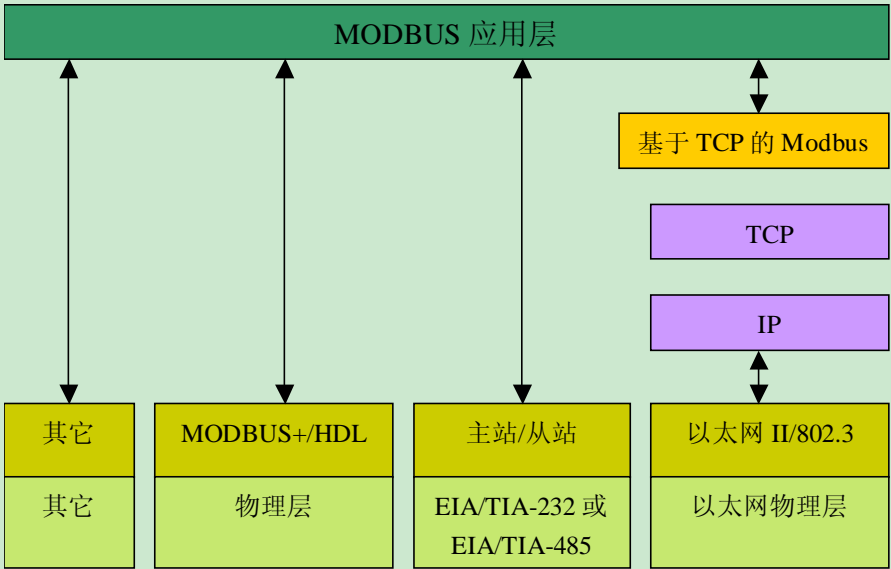 MODBUS 应用层
基于 TCP 的 Modbus
TCP
IP
其它
MODBUS+/HDL
主站/从站
以太网 II/802.3
其它
物理层
EIA/TIA-232 或
EIA/TIA-485
以太网物理层